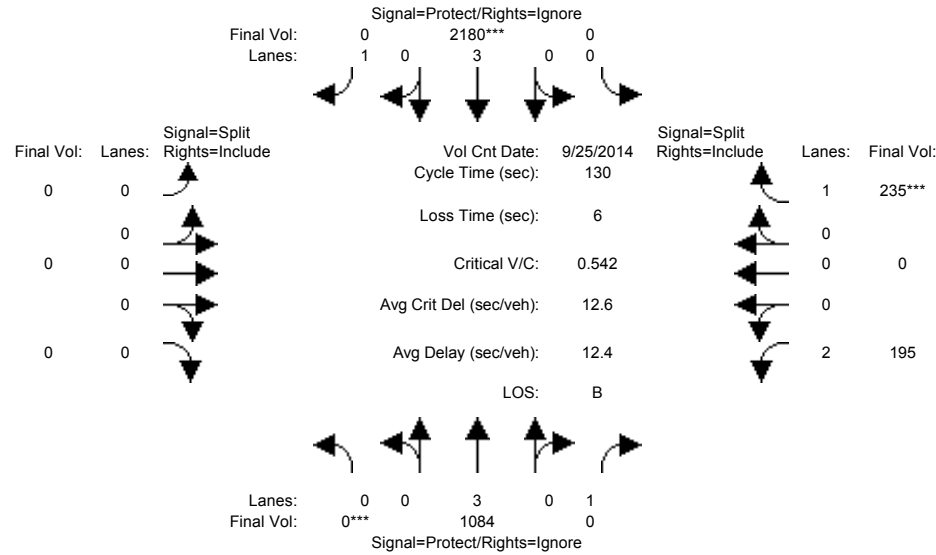 Signal=Protect/Rights=Ignore
Final Vol: 0 2180*** 0
Lanes: 1 0 3 0 0
Signal=Split Signal=Split
Final Vol: Lanes: Rights=Include Vol Cnt Date: 9/25/2014 Rights=Include Lanes: Final Vol:
Cycle Time (sec): 130
0 0 1 235***
Loss Time (sec): 6
0 0
0 0 Critical V/C: 0.542 0 0
0 Avg Crit Del (sec/veh): 12.6 0
0 0 Avg Delay (sec/veh): 12.4 2 195
LOS: B
Lanes: 0 0 3 0 1
Final Vol: 0*** 1084 0
Signal=Protect/Rights=Ignore